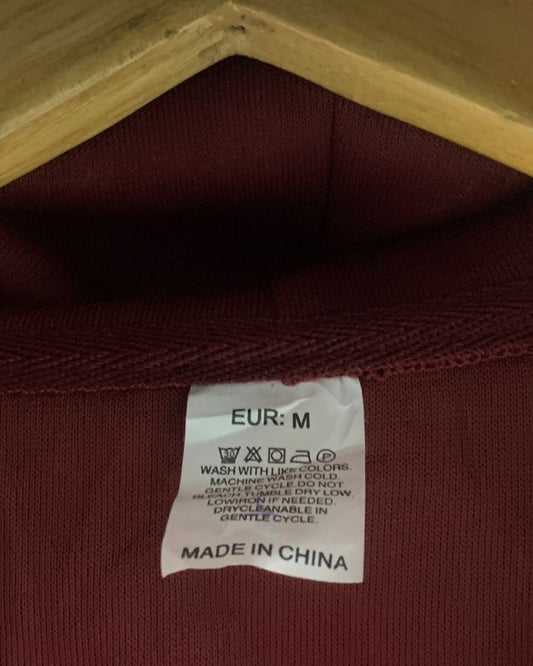 EUR: M
30 P
WASH WITH LIKE COLORS.
MACHINE WASH COLD.
GENTLE CYCLE. DO NOT
BLEACH. TUMBLE DRY LOW.
LOWIRON IF NEEDED.
DRYCLEANABLE IN
GENTLE CYCLE.
MADE IN CHINA